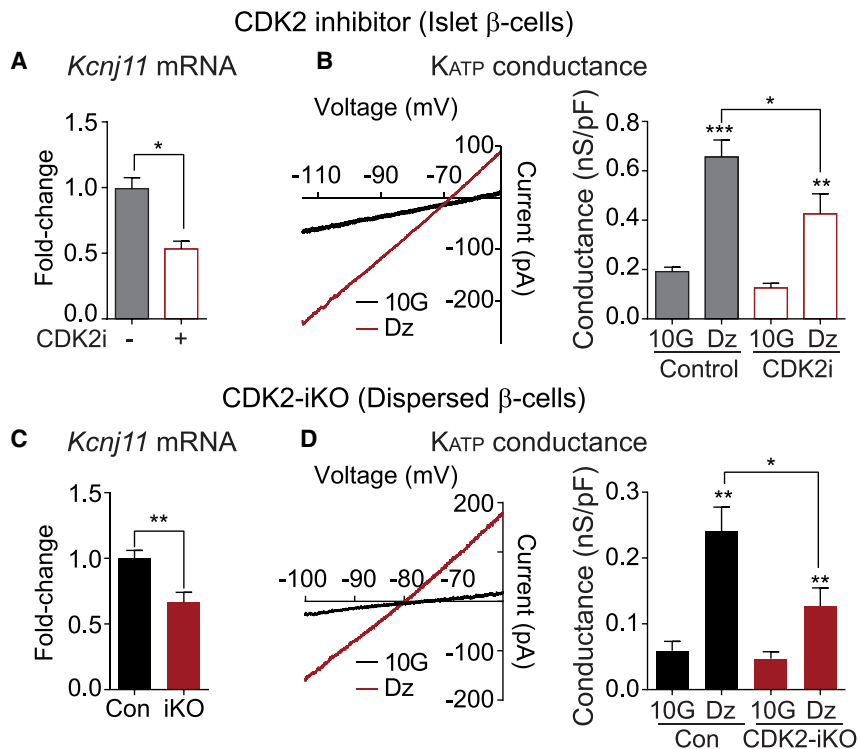 CDK2 inhibitor (Islet β-cells)
A
Kcnj11 mRNA
Fold-change
1.5
1.0
0.5
0.0
*
CDK2i - +
B
KATP conductance
Voltage (mV)
-110 -90 -70
100
-100
-200
Current (pA)
10G
Dz
Conductance (nS/pF)
0.8
0.6
0.4
0.2
0.0
*
***
**
10G Dz 10G Dz
Control CDK2i
CDK2-iKO (Dispersed β-cells)
C
Kcnj11 mRNA
Fold-change
1.5
1.0
0.5
0.0
**
Con iKO
D
KATP conductance
Voltage (mV)
-100 -90 -80 -70
200
-100
-200
Current (pA)
10G
Dz
Conductance (nS/pF)
0.3
0.2
0.1
0.0
*
**
**
10G Dz 10G Dz
Con CDK2-iKO